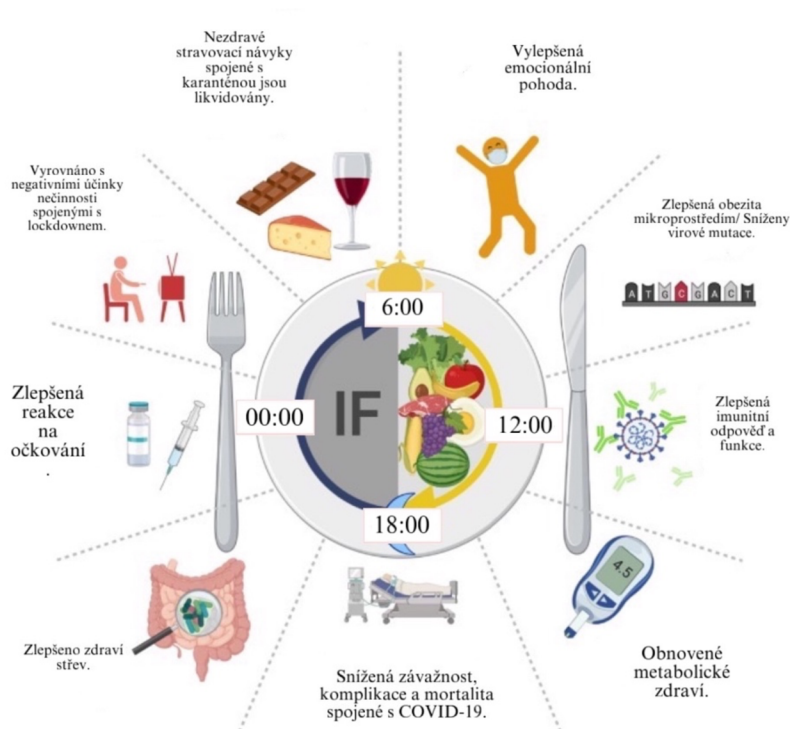 Nezdravé
stravovací návyky
spojené s
karanténou jsou
likvidovány.
Vylepšená
emocionální
pohoda.
Vyrovnáno s
negativními účinky
nečinnosti
spojenými s
lockdownem.
Zlepšená obezita
mikroprostředím/ Sníženy
virové mutace.
A T G C G A C T
6:00
Zlepšená
reakce
na
očkování
.
00:00
IF
12:00
Zlepšená
imunitní
odpověď a
funkce.
18:00
4.5
Zlepšeno zdraví
střev.
Snížená závažnost,
komplikace a mortalita
spojené s COVID-19.
Obnovené
metabolické
zdraví.